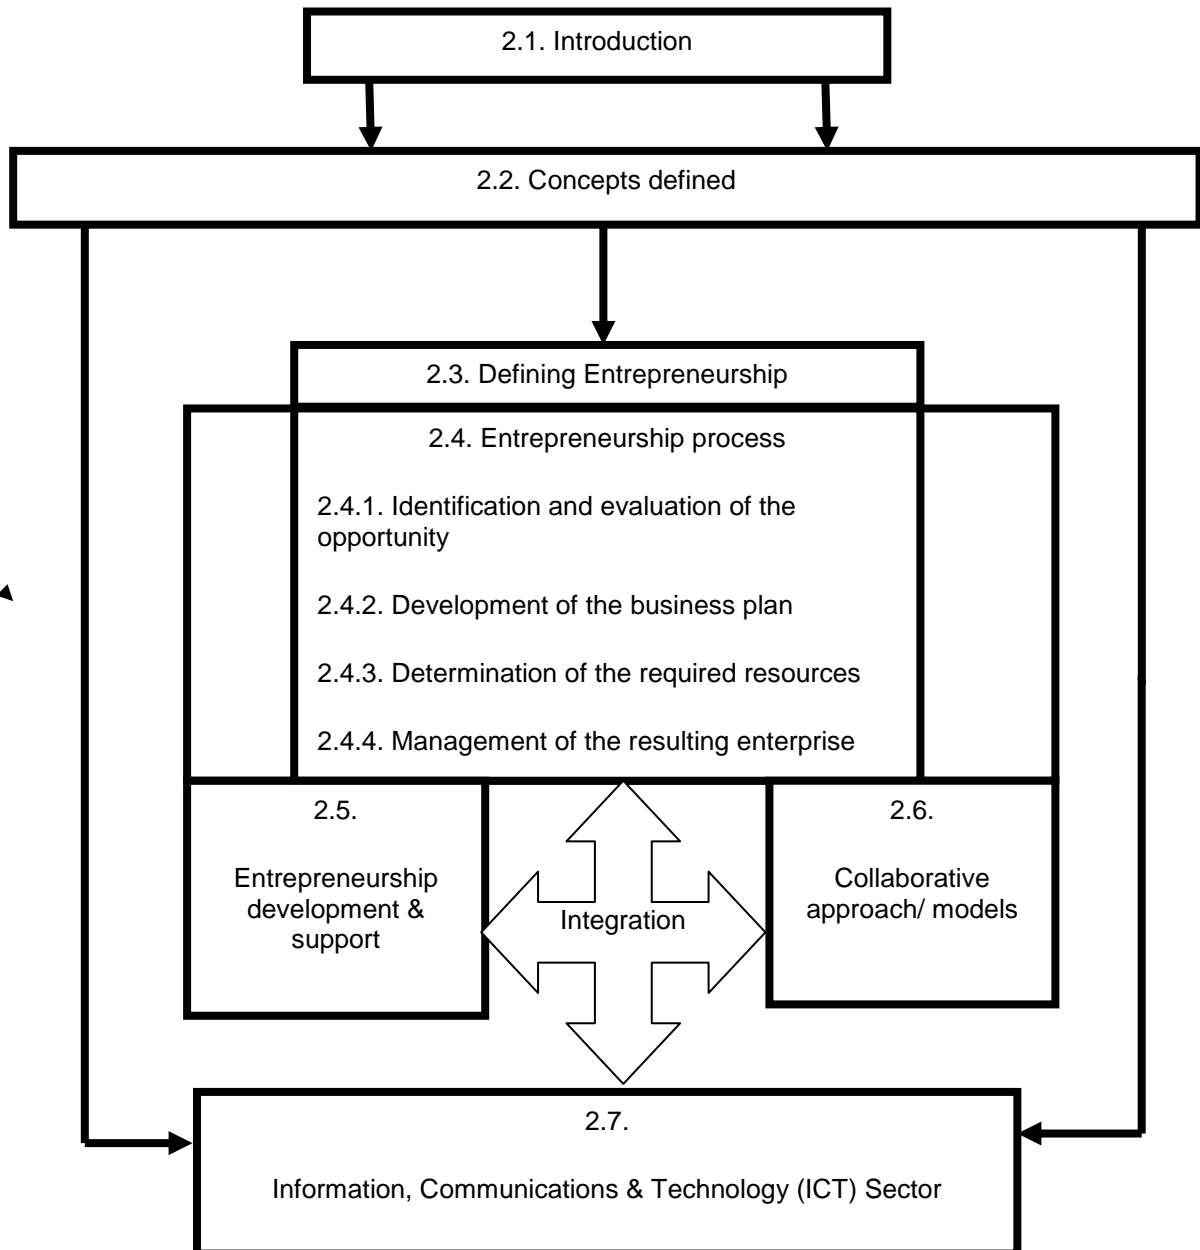 2.1. Introduction
2.2. Concepts defined
2.3. Defining Entrepreneurship
2.4. Entrepreneurship process
2.4.1. Identification and evaluation of the
opportunity
2.4.2. Development of the business plan
2.4.3. Determination of the required resources
2.4.4. Management of the resulting enterprise
2.5.
Entrepreneurship
development &
support
Integration
2.6.
Collaborative
approach/ models
2.7.
Information, Communications & Technology (ICT) Sector